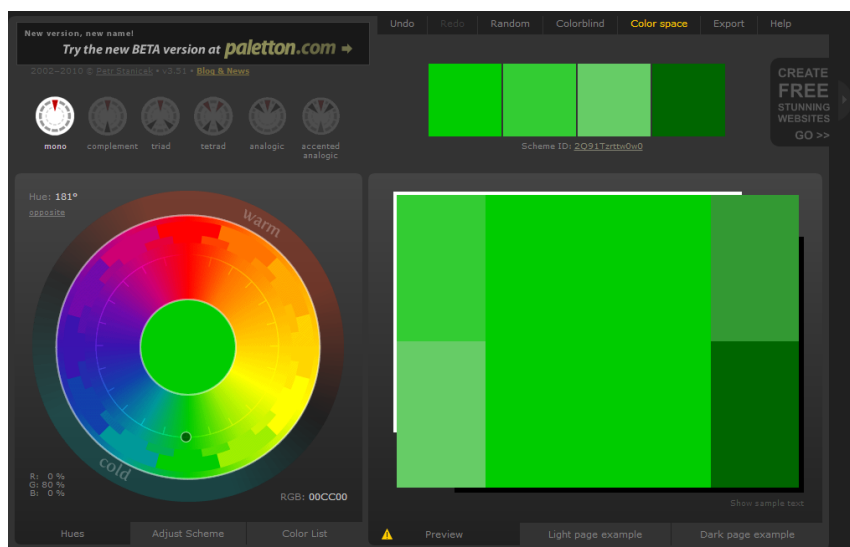 New version, new name!
Try the new BETA version at paletton.com
2002–2010 © Petr Stanicek • v3.51 • Blog & News
Undo Redo Random Colorblind Color space Export Help
mono complement triad tetrad analogic accented
analogic
Scheme ID: 2Q91Tzrttw0w0
CREATE
FREE
STUNNING
WEBSITES
GO >>
Hue: 181°
opposite
warm
cold
R: 0 %
G: 80 %
B: 0 %
RGB: 00CC00
Hues Adjust Scheme Color List
Show sample text
Preview Light page example Dark page example